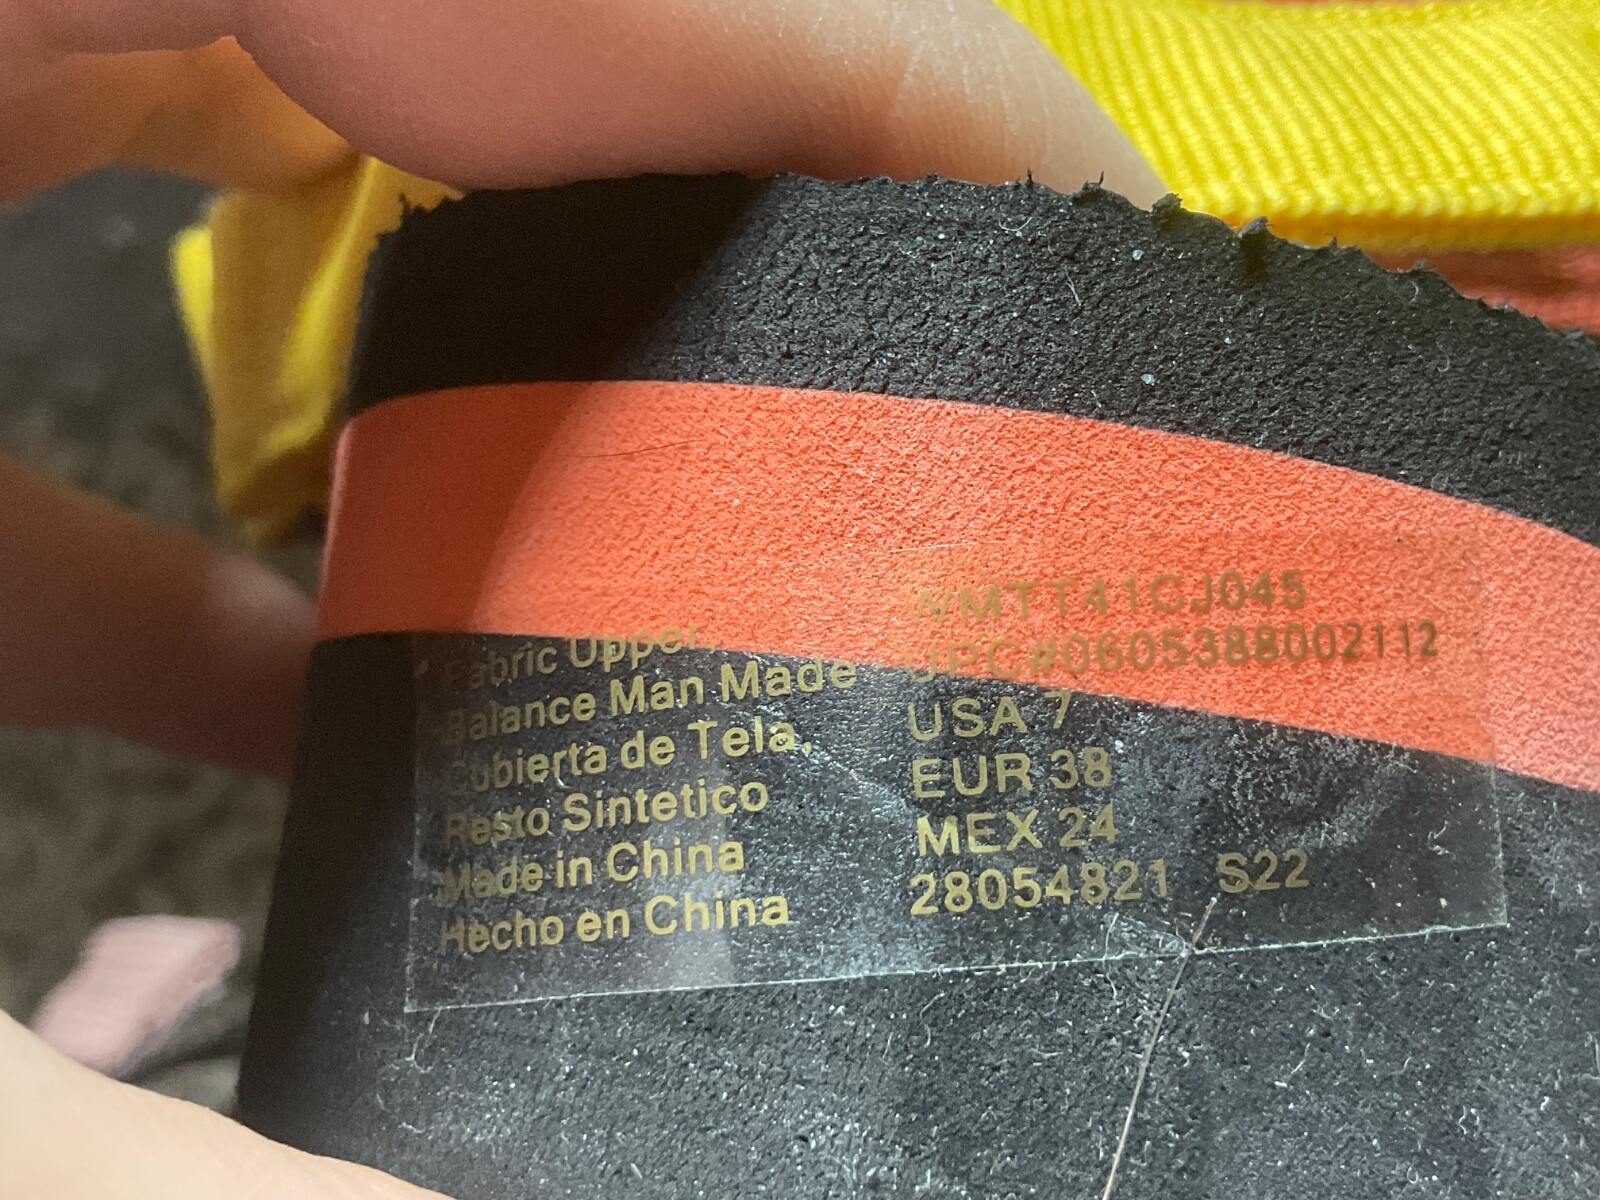 Fabric Upper,
Balance Man Made
Cubierta de Tela,
Resto Sintetico
Made in China
Hecho en China
WMTT41CJ045
UPC#0605388002112
USA 7
EUR 38
MEX 24
28054821 S22